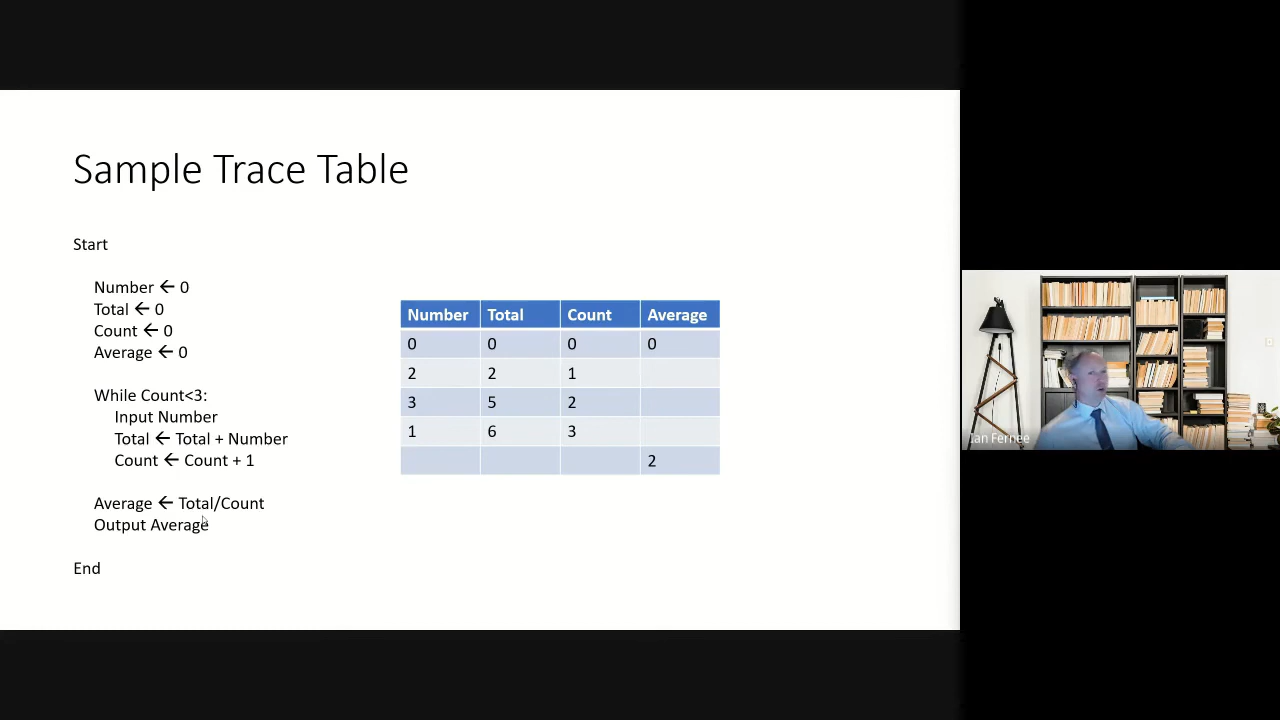 Sample Trace Table
Start
Number ← 0
Total ← 0
Count ← 0
Average ← 0
While Count<3:
Input Number
Total ← Total + Number
Count ← Count + 1
Average ← Total/Count
Output Average
End
Number Total Count Average
0 0 0 0
2 2 1
3 5 2
1 6 3
2
Ian Fernee